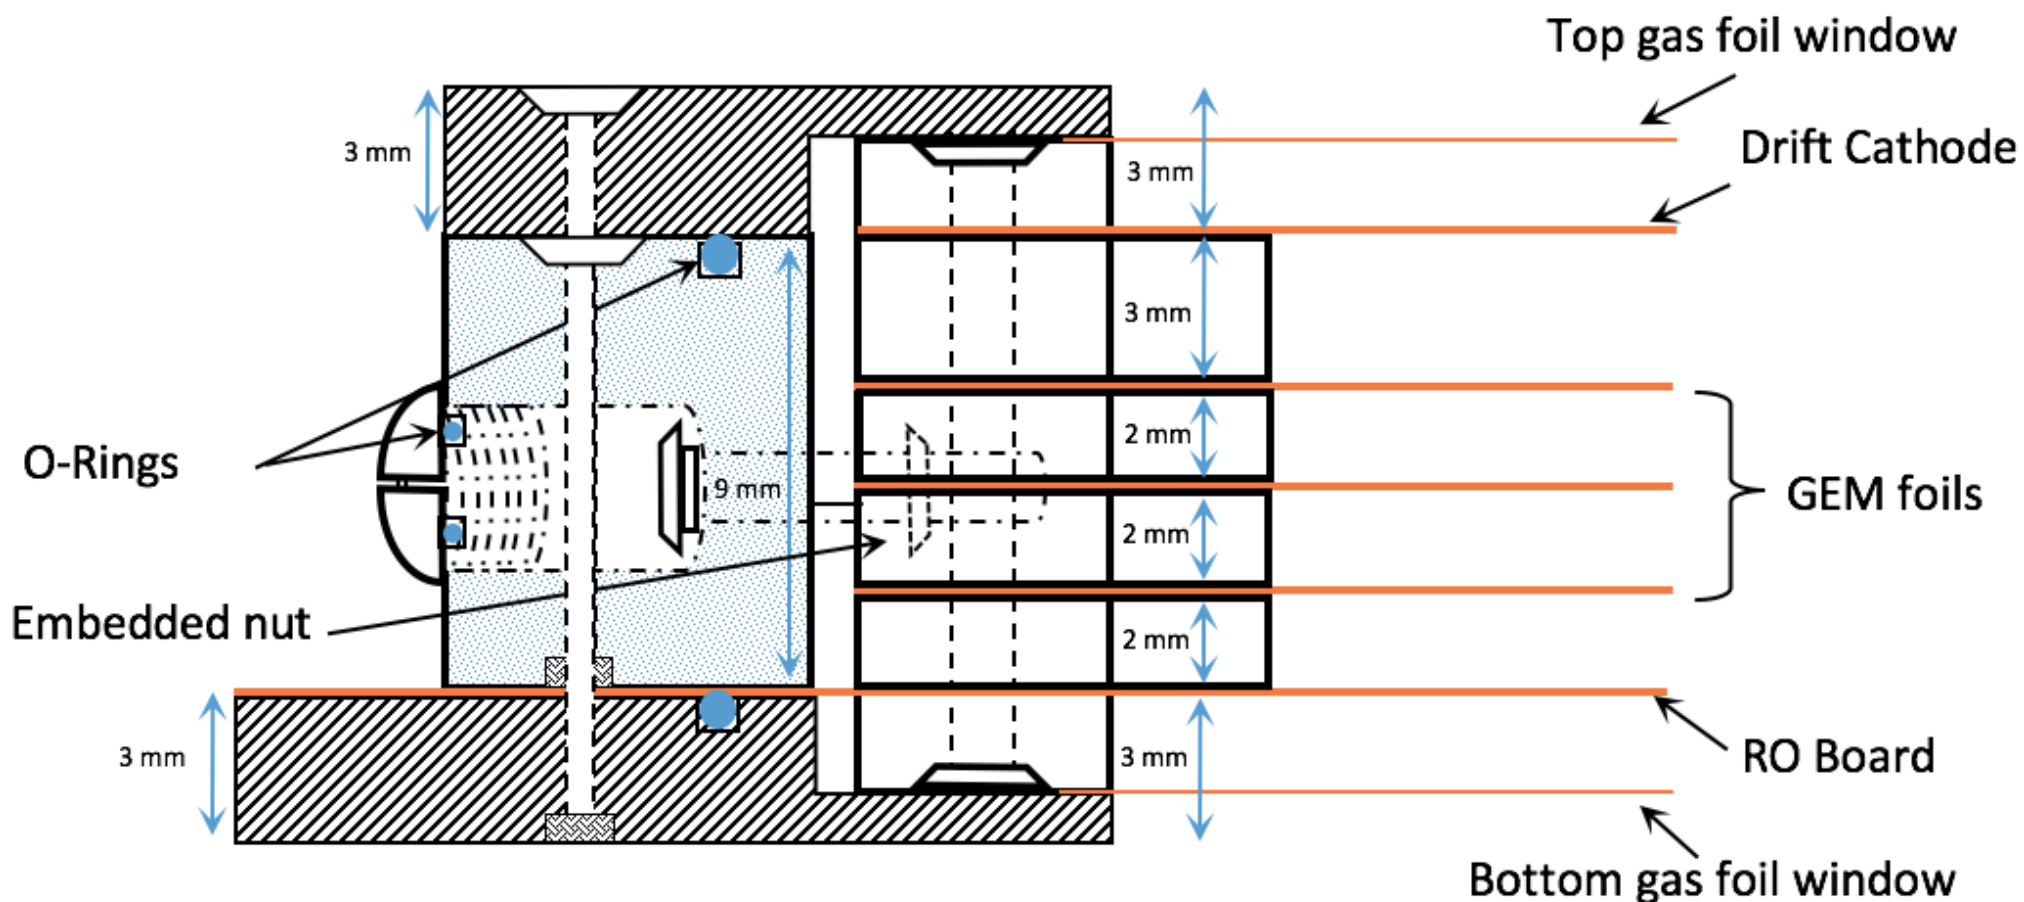 Top gas foil window
Drift Cathode
3 mm
3 mm
3 mm
2 mm
O-Rings
9 mm
GEM foils
2 mm
Embedded nut
2 mm
3 mm
3 mm
RO Board
Bottom gas foil window